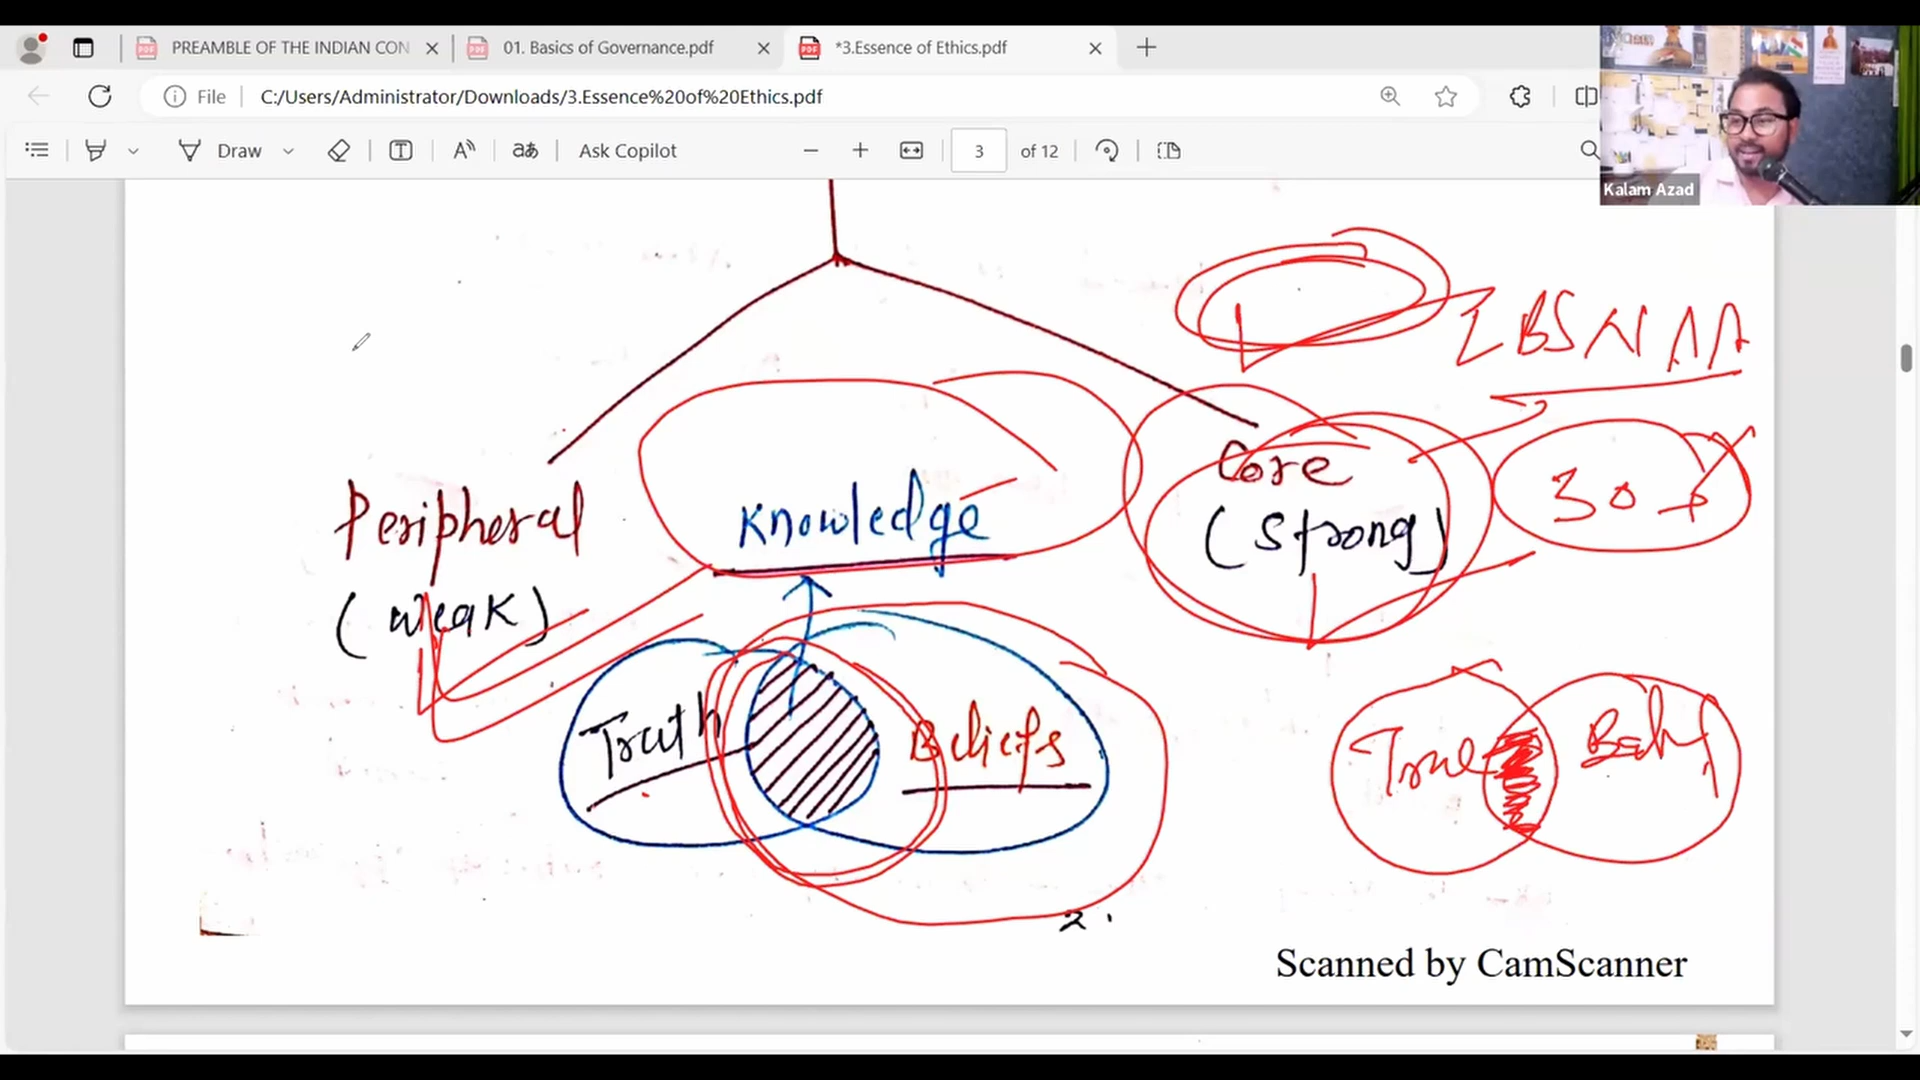 PREAMBLE OF THE INDIAN CON
01. Basics of Governance.pdf
*3.Essence of Ethics.pdf
File
C:/Users/Administrator/Downloads/3.Essence%20of%20Ethics.pdf
Draw
Ask Copilot
3 of 12
Kalam Azad
LBSNAA
Core
(Strong)
30
Peripheral
(weak)
Knowledge
Truth
Beliefs
True
2.
Scanned by CamScanner